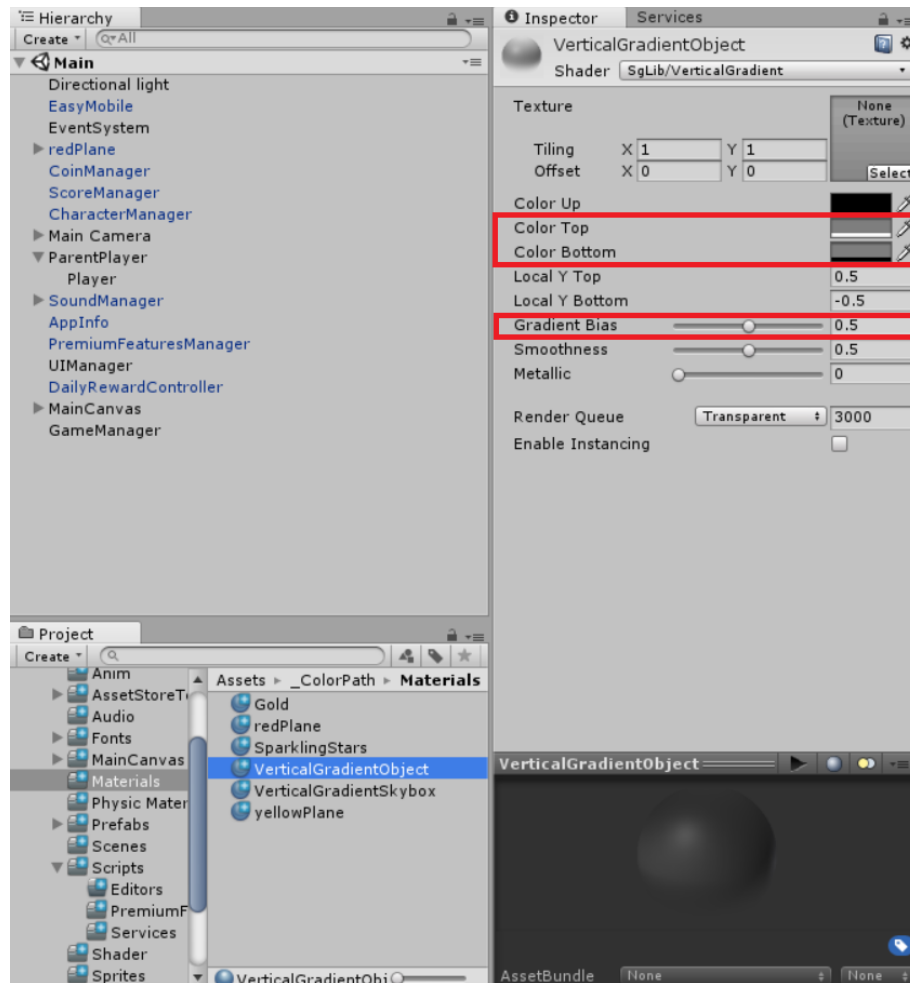 Hierarchy
Create
All
Main
Directional light
EasyMobile
EventSystem
redPlane
CoinManager
ScoreManager
CharacterManager
Main Camera
ParentPlayer
Player
SoundManager
AppInfo
PremiumFeaturesManager
UIManager
DailyRewardController
MainCanvas
GameManager
Project
Create
Anim
AssetStoreT
Audio
Fonts
MainCanvas
Materials
Physic Mater
Prefabs
Scenes
Scripts
Editors
PremiumF
Services
Shader
Sprites
Assets Materials
_ColorPath
Gold
redPlane
SparklingStars
VerticalGradientObject
VerticalGradientSkybox
yellowPlane
VerticalGradientObj
Inspector Services
VerticalGradientObject
Shader SgLib/VerticalGradient
Texture None
(Texture)
Tiling X 1 Y 1
Offset X 0 Y 0
Select
Color Up
Color Top
Color Bottom
Local Y Top 0.5
Local Y Bottom -0.5
Gradient Bias 0.5
Smoothness 0.5
Metallic 0
Render Queue Transparent 3000
Enable Instancing
VerticalGradientObject
AssetBundle None None